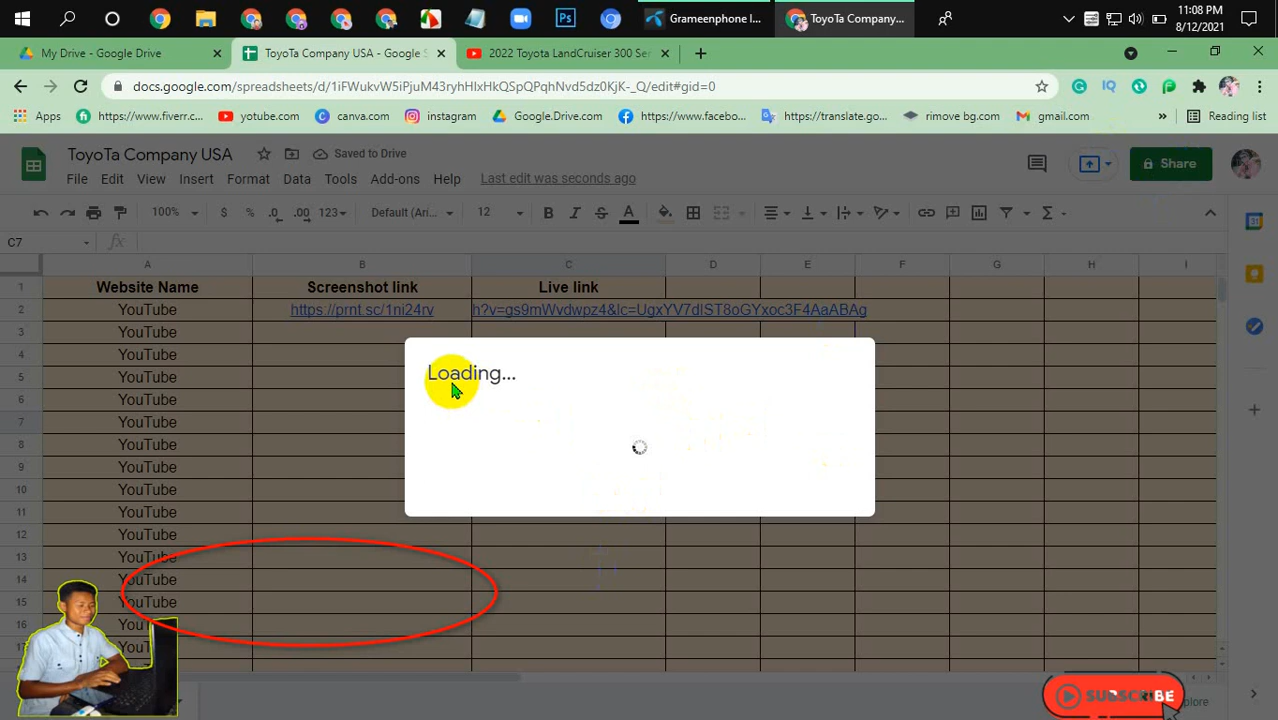 Grameenphone I...
ToyoTa Company...
11:08 PM
8/12/2021
My Drive - Google Drive
ToyoTa Company USA - Google S
2022 Toyota LandCruiser 300 Ser
docs.google.com/spreadsheets/d/1iFWukvW5iPjuM43ryhHIxHkQSpQPqhNvd5dz0KjK-_Q/edit#gid=0
Apps
https://www.fiverr.c...
yotube.com
canva.com
instagram
Google.Drive.com
https://www.facebo...
https://translate.go...
rimove bg.com
gmail.com
Reading list
ToyoTa Company USA
Saved to Drive
Share
File Edit View Insert Format Data Tools Add-ons Help Last edit was seconds ago
100% $ % .0 .00 123 Default (Ari... 12 B I S A
C7 fx
A B C D E F G H I
1 Website Name Screenshot link Live link
2 YouTube https://prnt.sc/1ni24rv h?v=gs9mWvdwpz4&lc=UgxYV7dIST8oGYxoc3F4AaABAg
3 YouTube
4 YouTube
5 YouTube
6 YouTube
7 YouTube
8 YouTube
9 YouTube
10 YouTube
11 YouTube
12 YouTube
13 YouTube
14 YouTube
15 YouTube
16
Loading...
SUBSCRIBE